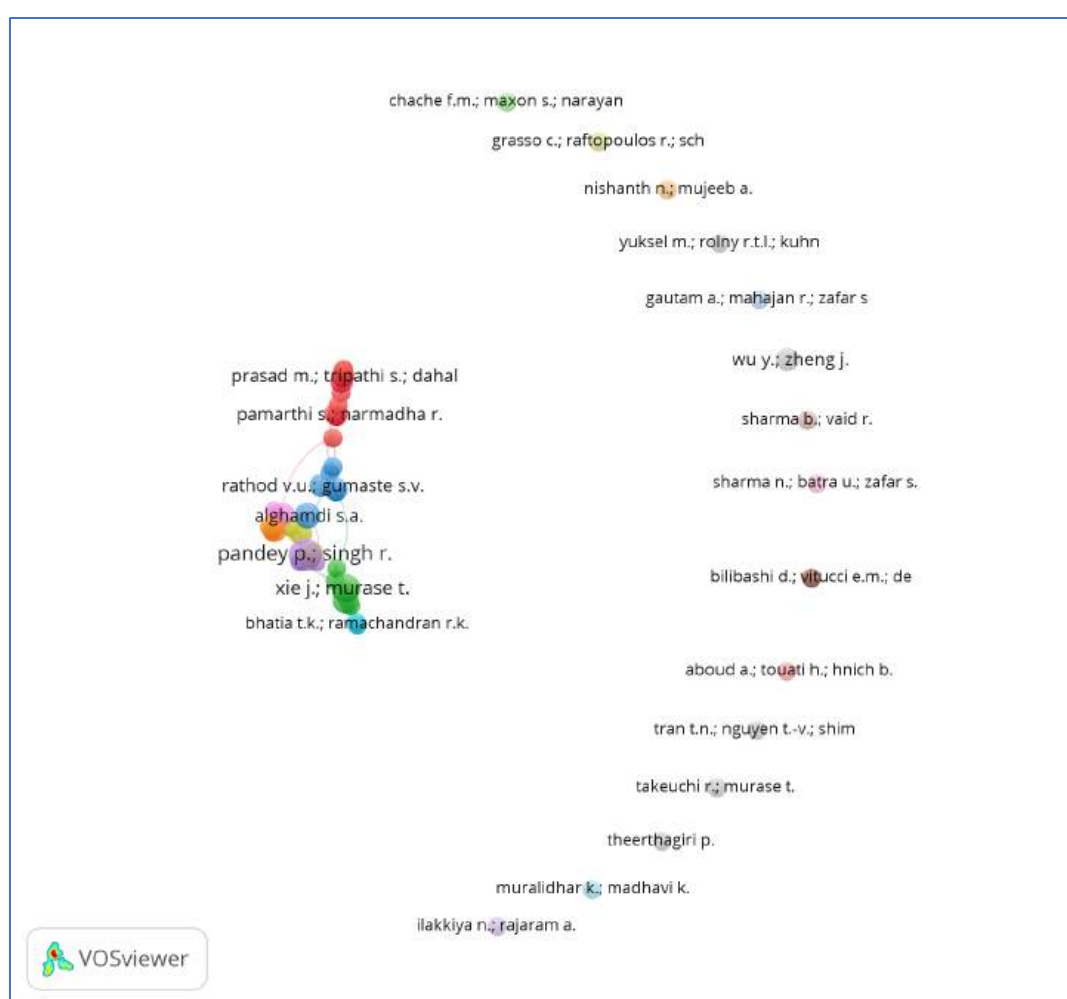 chache f.m.; maxon s.; narayan
grasso c.; raftopoulos r.; sch
nishanth n.; mujeeb a.
yuksel m.; rolny r.t.l.; kuhn
gautam a.; mahajan r.; zafar s
wu y.; zheng j.
prasad m.; tripathi s.; dahal
pamarthi s.; narmadha r.
sharma b.; vaid r.
sharma n.; batra u.; zafar s.
rathod v.u.; gumaste s.v.
alghamdi s.a.
pandey p.; singh r.
bilibashi d.; vitucci e.m.; de
xie j.; murase t.
bhatia t.k.; ramachandran r.k.
aboud a.; touati h.; hnich b.
tran t.n.; nguyen t.-v.; shim
takeuchi r.; murase t.
theerthagiri p.
muralidhar k.; madhavi k.
ilakkiya n.; rajaram a.
VOSviewer